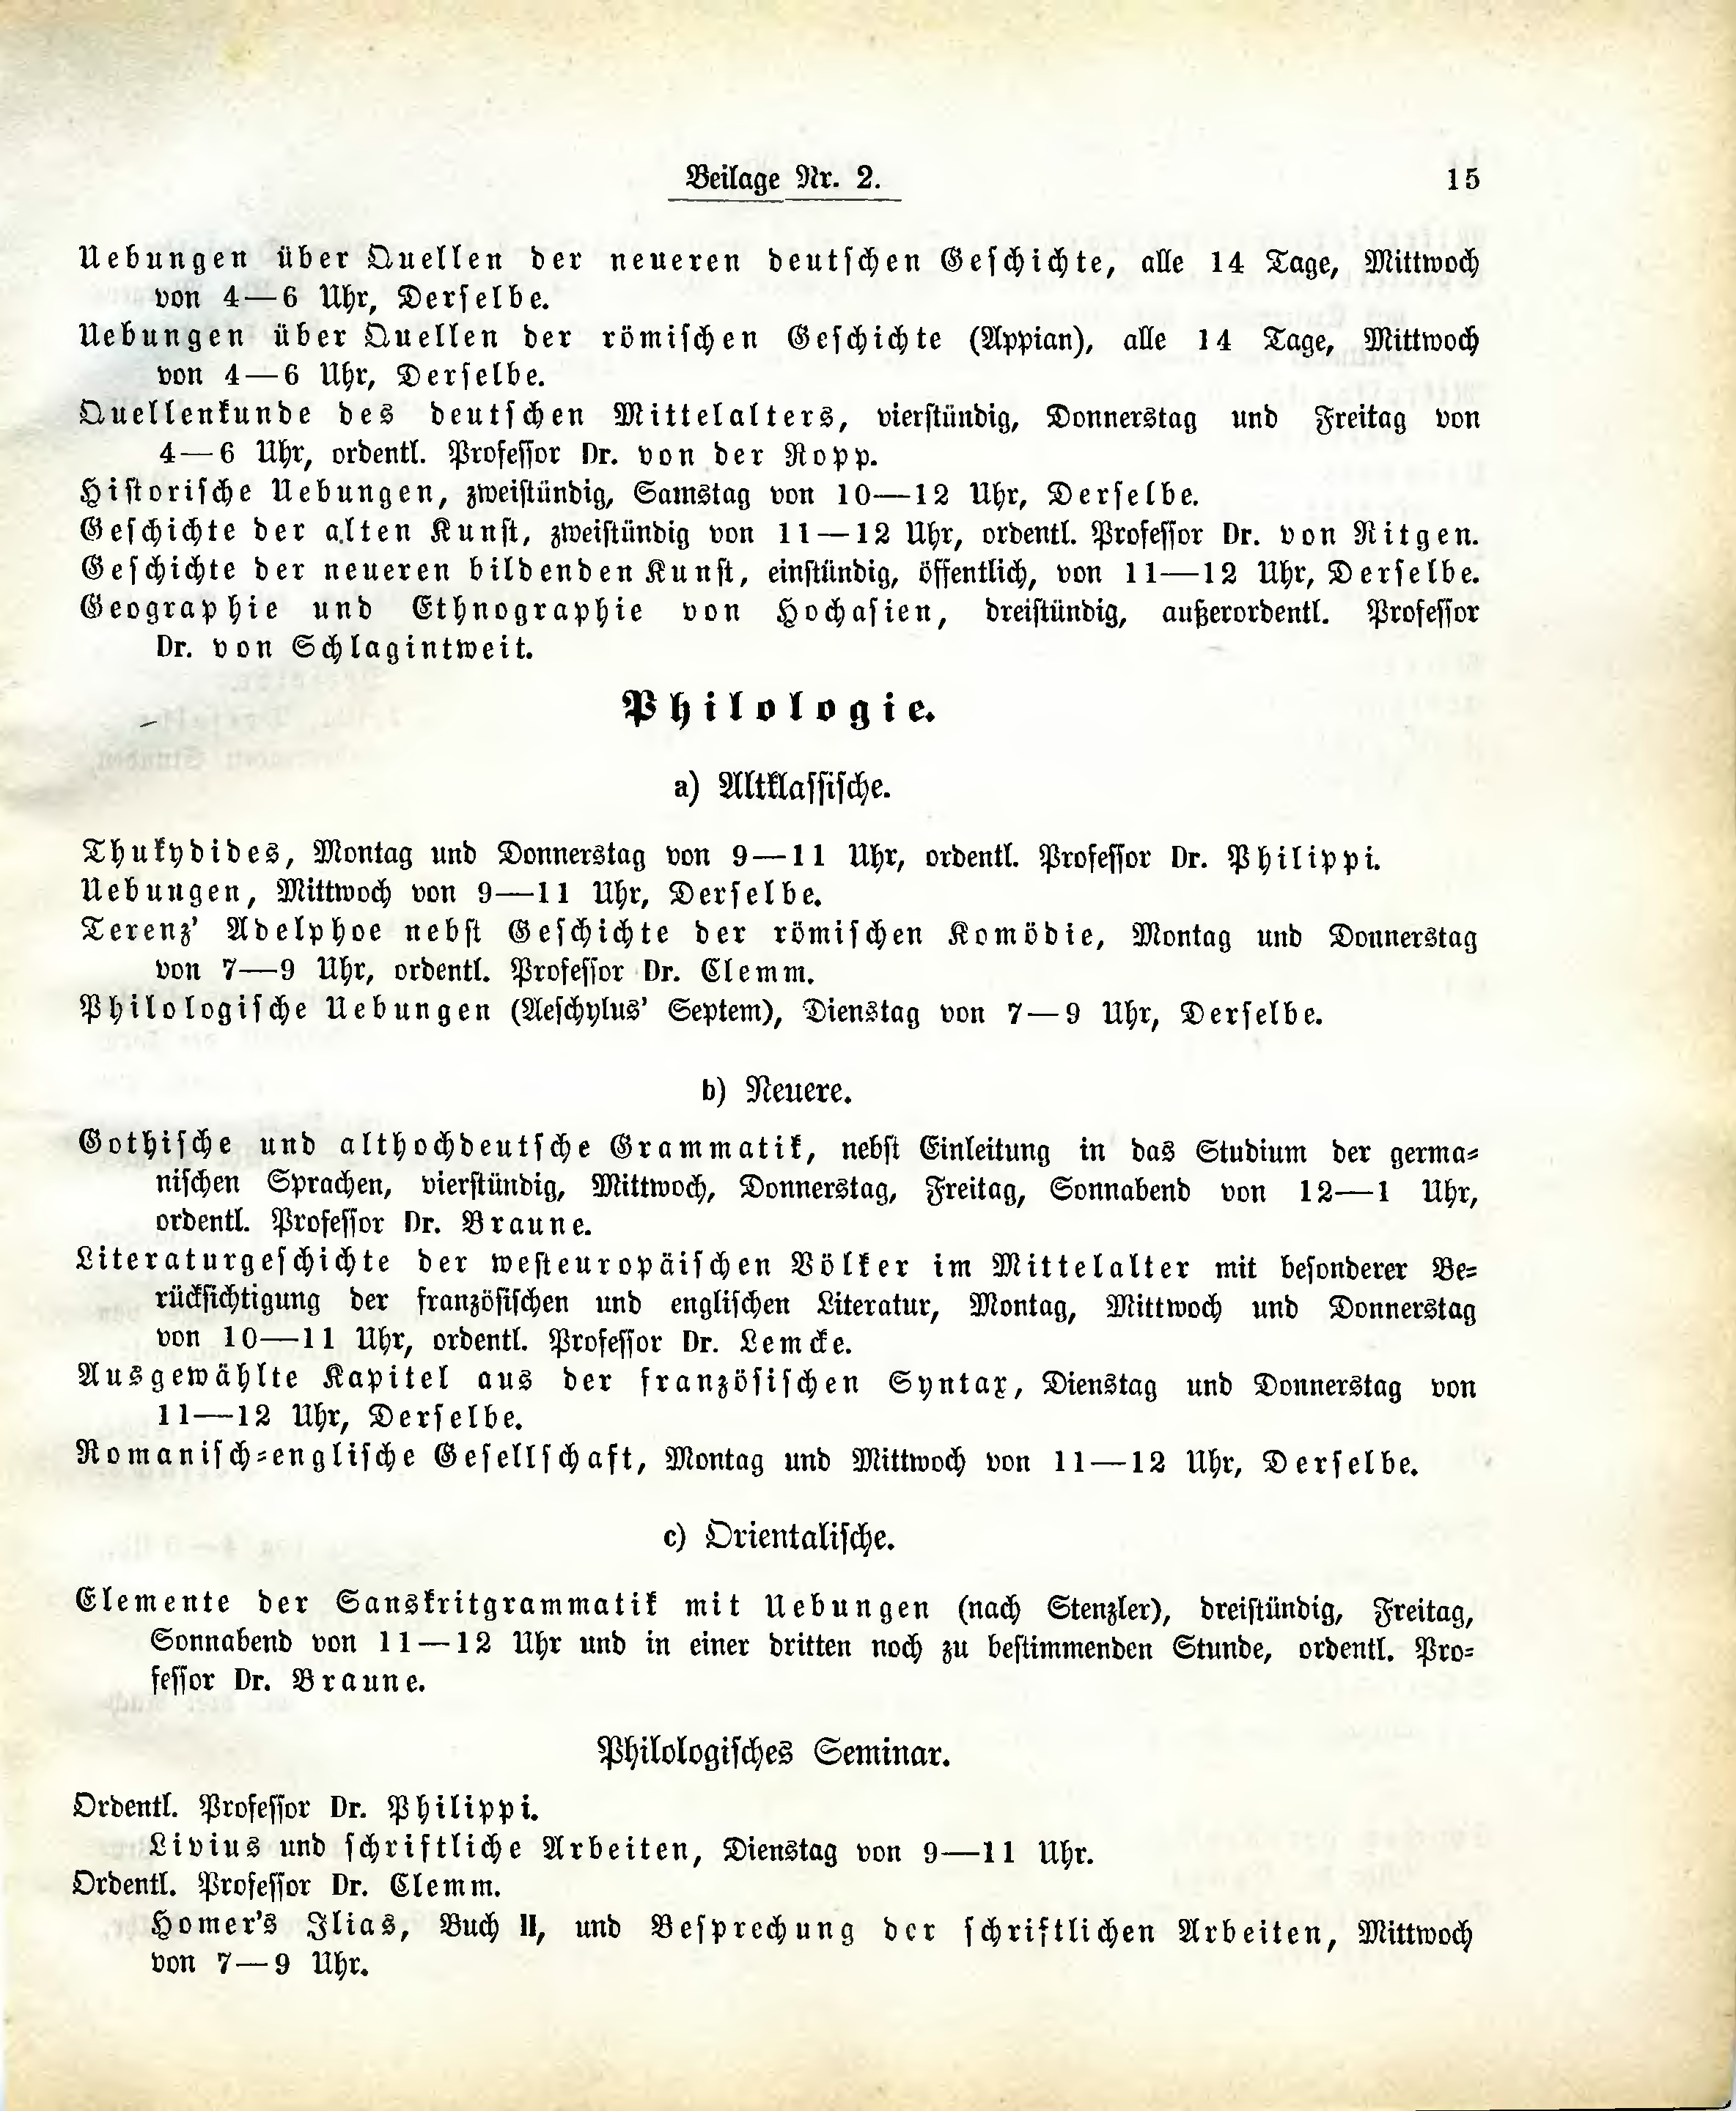 Beilage Nr. 2. 15
Uebungen über Quellen der neueren deutschen Geschichte, alle 14 Tage, Mittwoch
von 4—6 Uhr, Derselbe.
Uebungen über Quellen der römischen Geschichte (Appian), alle 14 Tage, Mittwoch
von 4—6 Uhr, Derselbe.
Quellenkunde des deutschen Mittelalters, vierstündig, Donnerstag und Freitag von
4—6 Uhr, ordentl. Professor Dr. von der Ropp.
Historische Uebungen, zweistündig, Samstag von 10—12 Uhr, Derselbe.
Geschichte der alten Kunst, zweistündig von 11—12 Uhr, ordentl. Professor Dr. von Ritgen.
Geschichte der neueren bildenden Kunst, einstündig, öffentlich, von 11—12 Uhr, Derselbe.
Geographie und Ethnographie von Hochasien, dreistündig, außerordentl. Professor
Dr. von Schlagintweit.
Philologie.
a) Altklassische.
Thukydides, Montag und Donnerstag von 9—11 Uhr, ordentl. Professor Dr. Philippi.
Uebungen, Mittwoch von 9—11 Uhr, Derselbe.
Terenz' Adelphoe nebst Geschichte der römischen Komödie, Montag und Donnerstag
von 7—9 Uhr, ordentl. Professor Dr. Clemm.
Philologische Uebungen (Aeschylus' Septem), Dienstag von 7—9 Uhr, Derselbe.
b) Neuere.
Gothische und althochdeutsche Grammatik, nebst Einleitung in das Studium der germa-
nischen Sprachen, vierstündig, Mittwoch, Donnerstag, Freitag, Sonnabend von 12—1 Uhr,
ordentl. Professor Dr. Braune.
Literaturgeschichte der westeuropäischen Völker im Mittelalter mit besonderer Be-
rücksichtigung der französischen und englischen Literatur, Montag, Mittwoch und Donnerstag
von 10—11 Uhr, ordentl. Professor Dr. Lemcke.
Ausgewählte Kapitel aus der französischen Syntax, Dienstag und Donnerstag von
11—12 Uhr, Derselbe.
Romanisch-englische Gesellschaft, Montag und Mittwoch von 11—12 Uhr, Derselbe.
c) Orientalische.
Elemente der Sanskritgrammatik mit Uebungen (nach Stenzler), dreistündig, Freitag,
Sonnabend von 11—12 Uhr und in einer dritten noch zu bestimmenden Stunde, ordentl. Pro-
fessor Dr. Braune.
Philologisches Seminar.
Ordentl. Professor Dr. Philippi.
Livius und schriftliche Arbeiten, Dienstag von 9—11 Uhr.
Ordentl. Professor Dr. Clemm.
Homer's Ilias, Buch II, und Besprechung der schriftlichen Arbeiten, Mittwoch
von 7—9 Uhr.